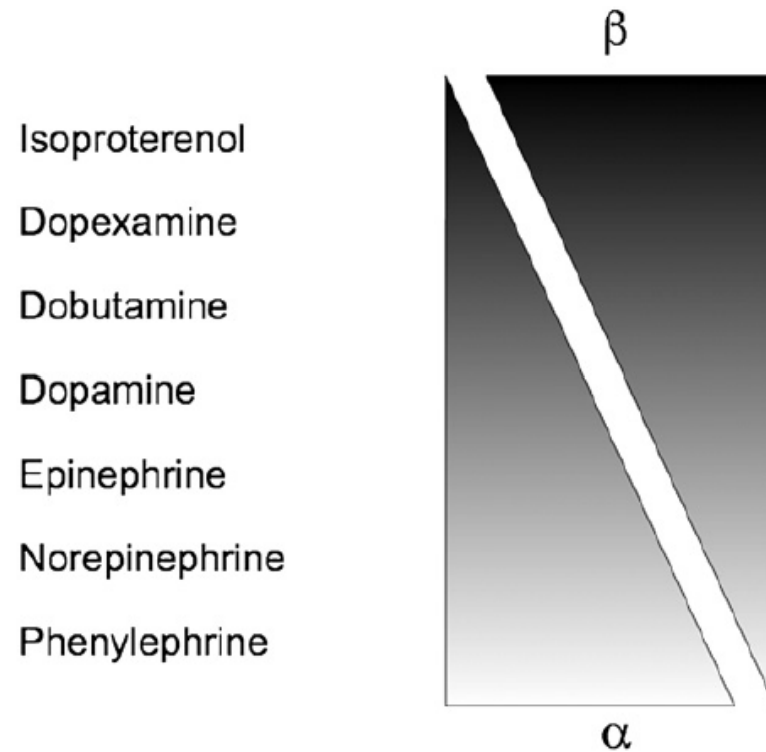 β
Isoproterenol
Dopexamine
Dobutamine
Dopamine
Epinephrine
Norepinephrine
Phenylephrine
α